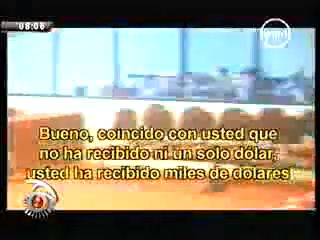 08:06
Bueno, coincido con usted que
no ha recibido ni un solo dólar,
usted ha recibido miles de dólares